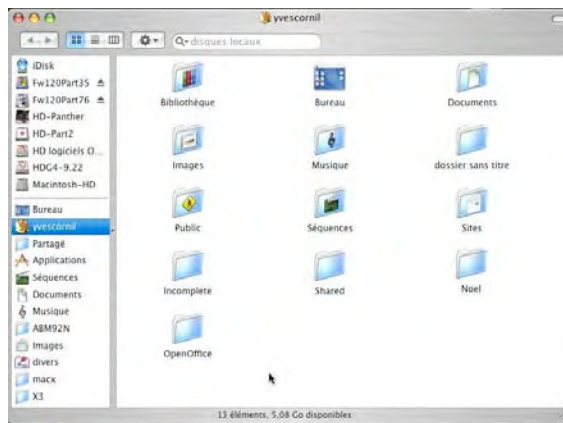 yvescornil
disques locaux
iDisk
Fw120Part35
Fw120Part76
HD-Panther
HD-Part2
HD logiciels O...
HDG4-9.22
Macintosh-HD
Bureau
yvescornil
Partagé
Applications
Séquences
Documents
Musique
ABM92N
Images
divers
macx
X3
Bibliothèque
Bureau
Documents
Images
Musique
dossier sans titre
Public
Séquences
Sites
Incomplete
Shared
Noel
OpenOffice
13 éléments, 5,08 Go disponibles